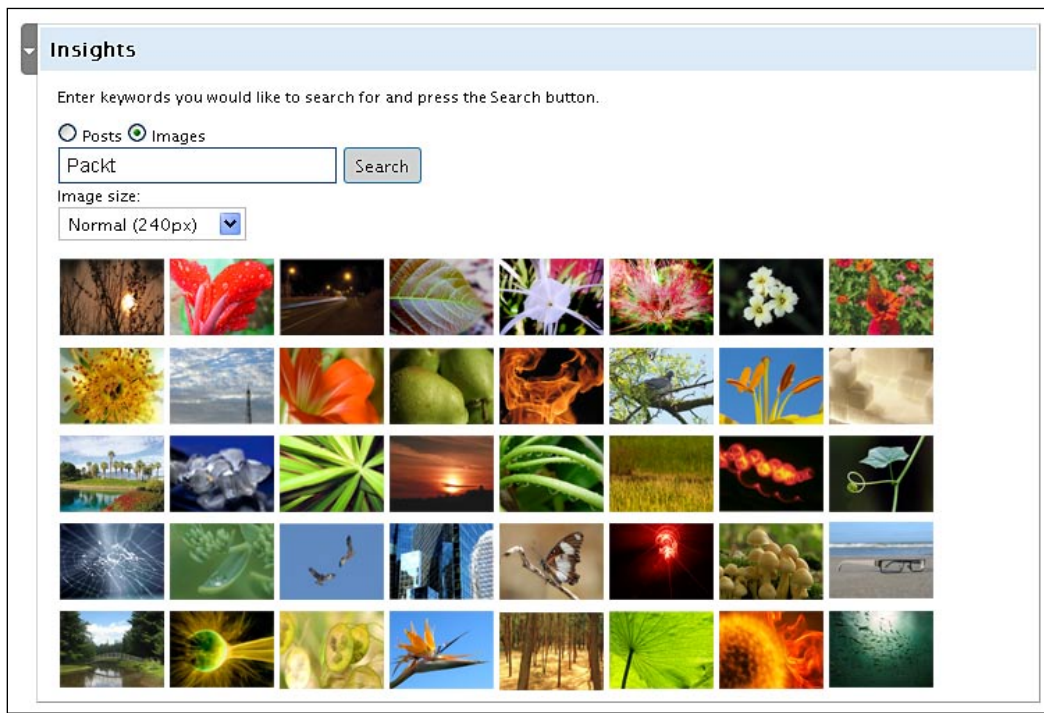 Insights
Enter keywords you would like to search for and press the Search button.
Posts Images
Packt Search
Image size:
Normal (240px)